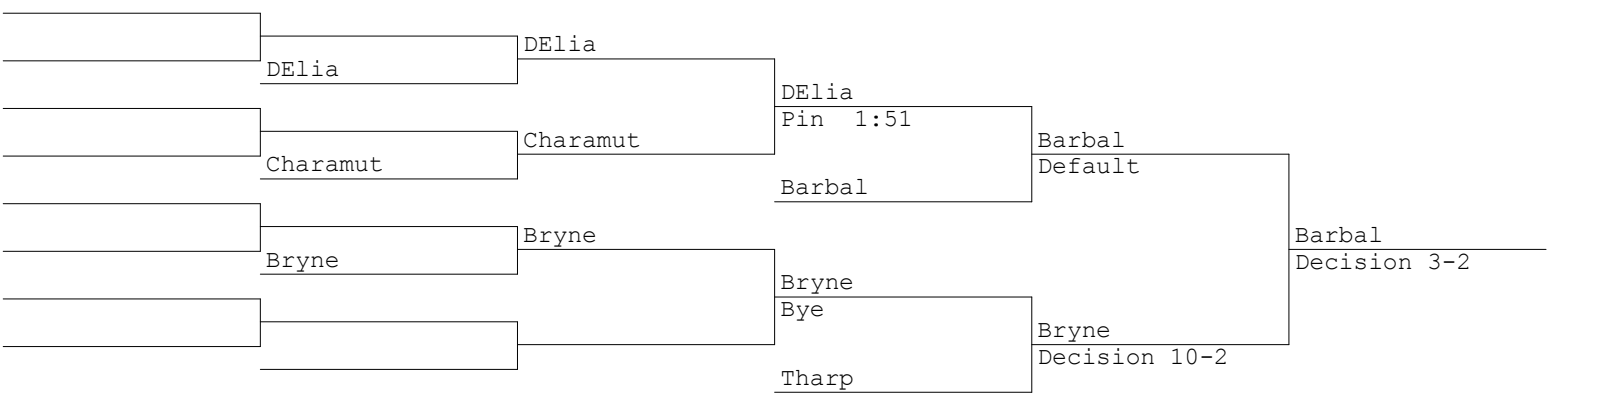 DElia
DElia
DElia
Pin  1:51
Charamut
Charamut
Barbal
Default
Barbal
Bryne
Bryne
Barbal
Decision 3-2
Bryne
Bye
Bryne
Decision 10-2
Tharp